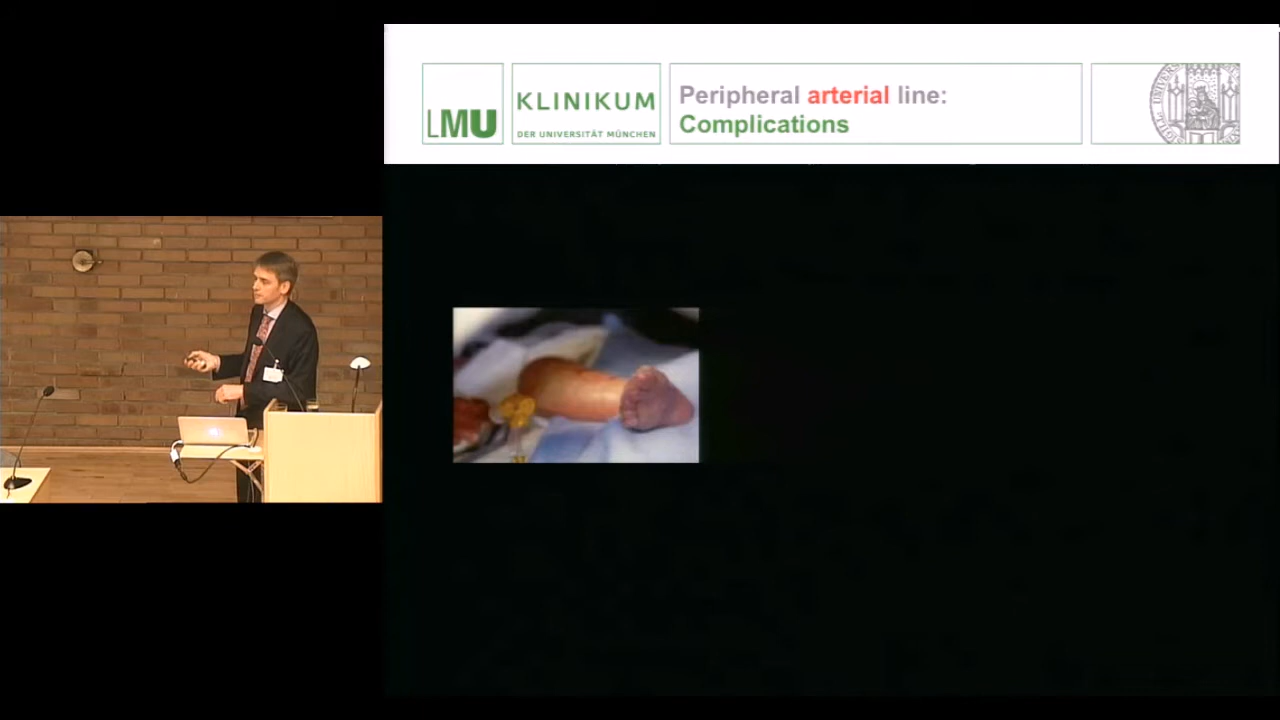 LMU
KLINIKUM
DER UNIVERSITÄT MÜNCHEN
Peripheral arterial line:
Complications